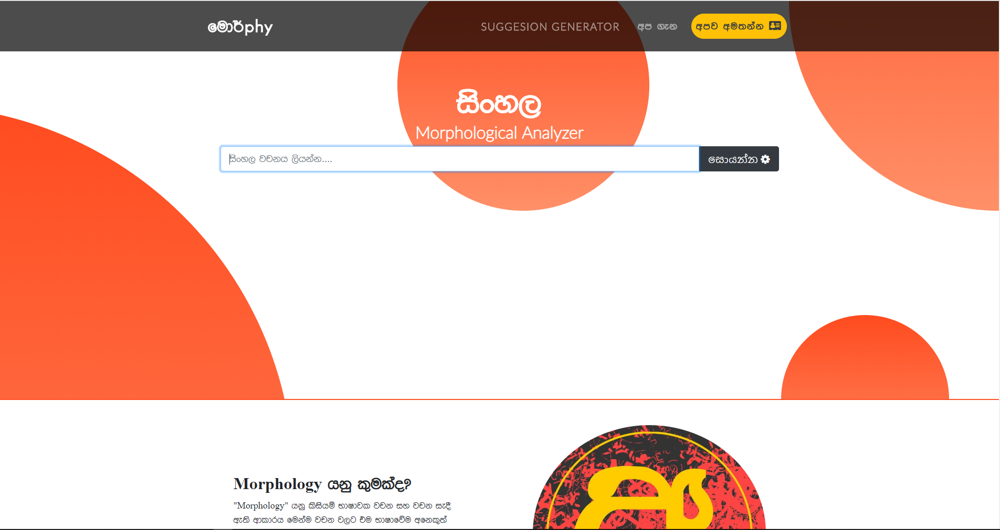 මොර්phy
SUGGESION GENERATOR
අප ගැන
අපව අමතන්න
සිංහල
Morphological Analyzer
සිංහල වචනය ලියන්න....
සොයන්න
Morphology යනු කුමක්ද?
"Morphology" යනු කිසියම් භාෂාවක වචන සහ වචන සැදී
ඇති ආකාරය මෙන්ම වචන වලට එම භාෂාවේම අනෙකුත්